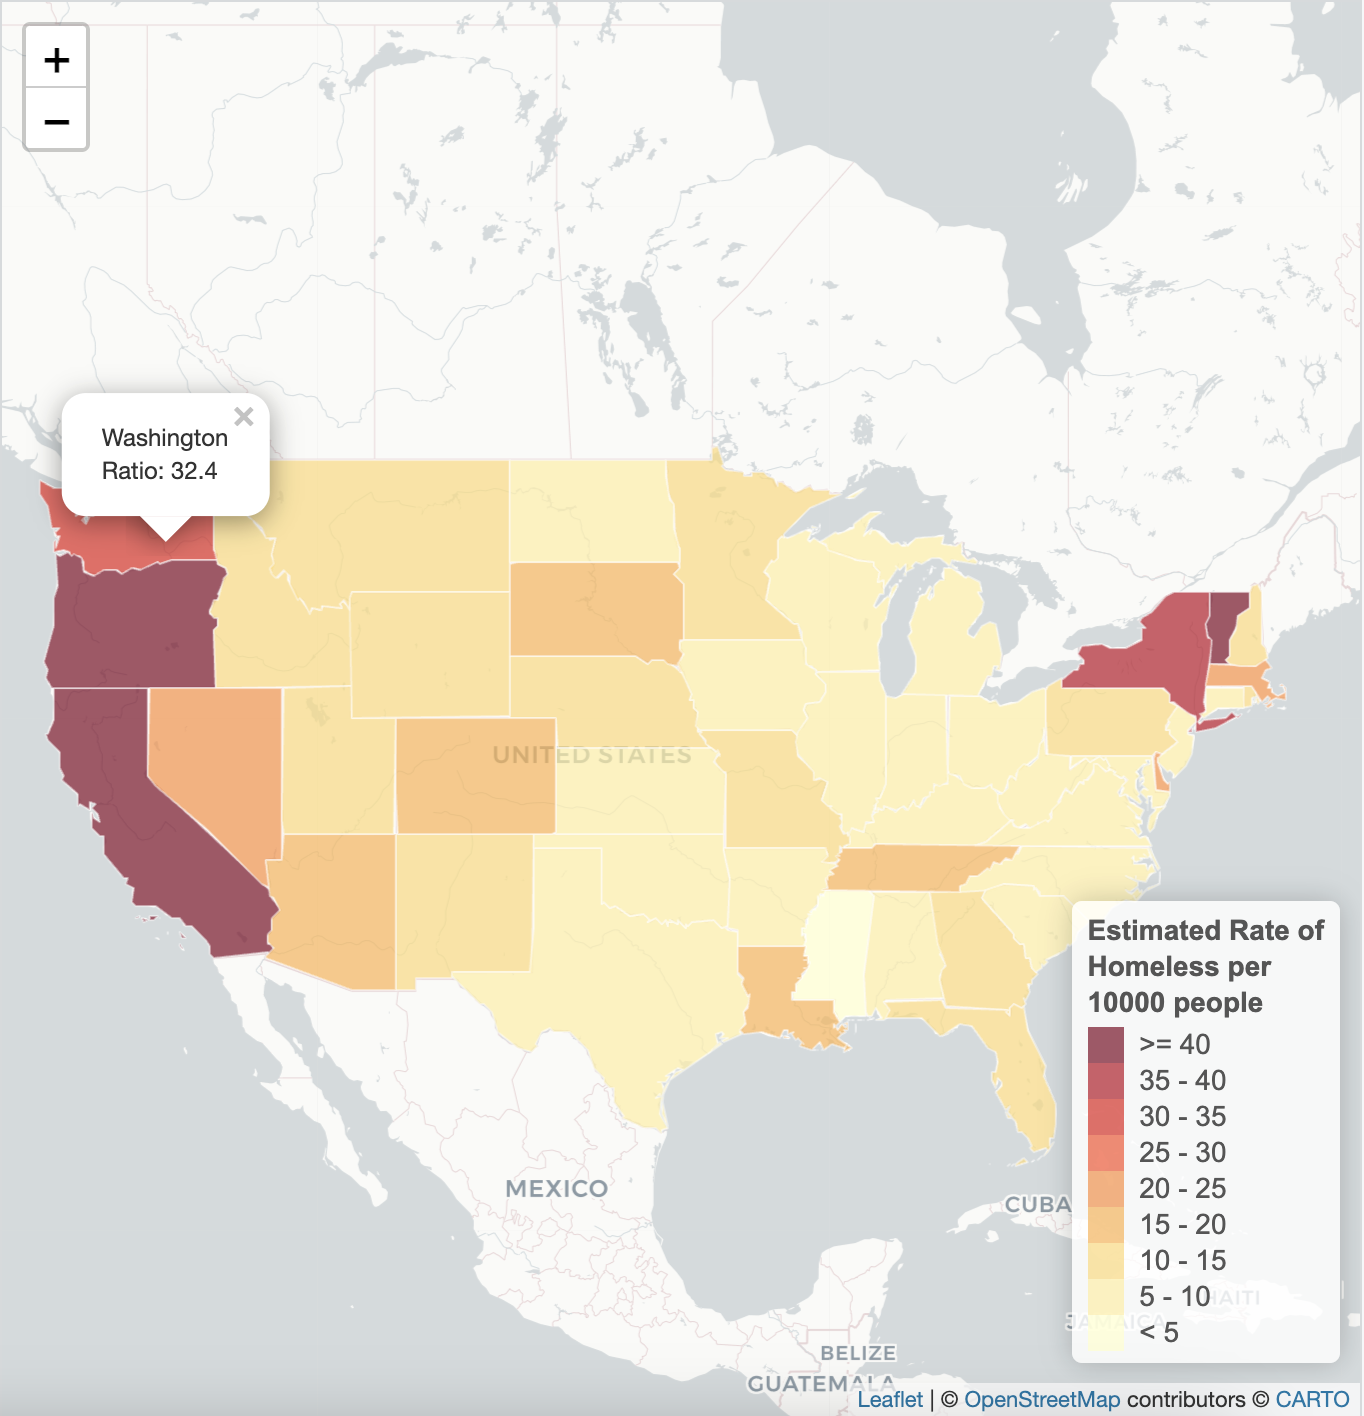 +
−
×
Washington
Ratio: 32.4
UNITED STATES
MEXICO
CUBA
HAITI
JAMAICA
BELIZE
GUATEMALA
Estimated Rate of
Homeless per
10000 people
>= 40
35 - 40
30 - 35
25 - 30
20 - 25
15 - 20
10 - 15
5 - 10
< 5
Leaflet | © OpenStreetMap contributors © CARTO